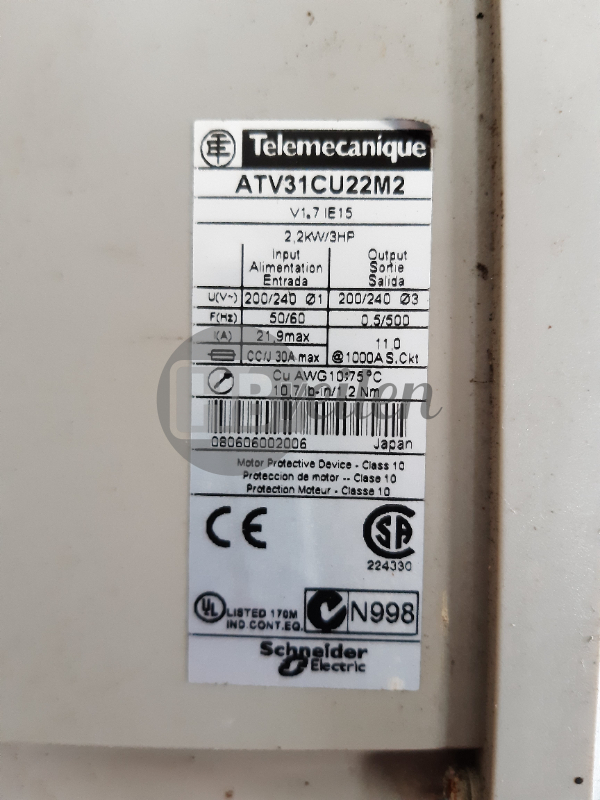 Telemecanique
ATV31CU22M2
V1.7 IE15
2,2kW/3HP
Input Output
Alimentation Sortie
Entrada Salida
U(V~) 200/240 Ø1 200/240 Ø3
F(Hz) 50/60 0,5/500
I(A) 21,9max 11,0
CC/J 30A max @1000A S.Ckt
Cu AWG10 75°C
10,7lb-in/1,2 Nm
080606002006 Japan
Motor Protective Device - Class 10
Proteccion de motor -- Clase 10
Protection Moteur - Classe 10
CE
SA
224330
UL LISTED 170M
IND.CONT.EQ.
N998
Schneider
Electric